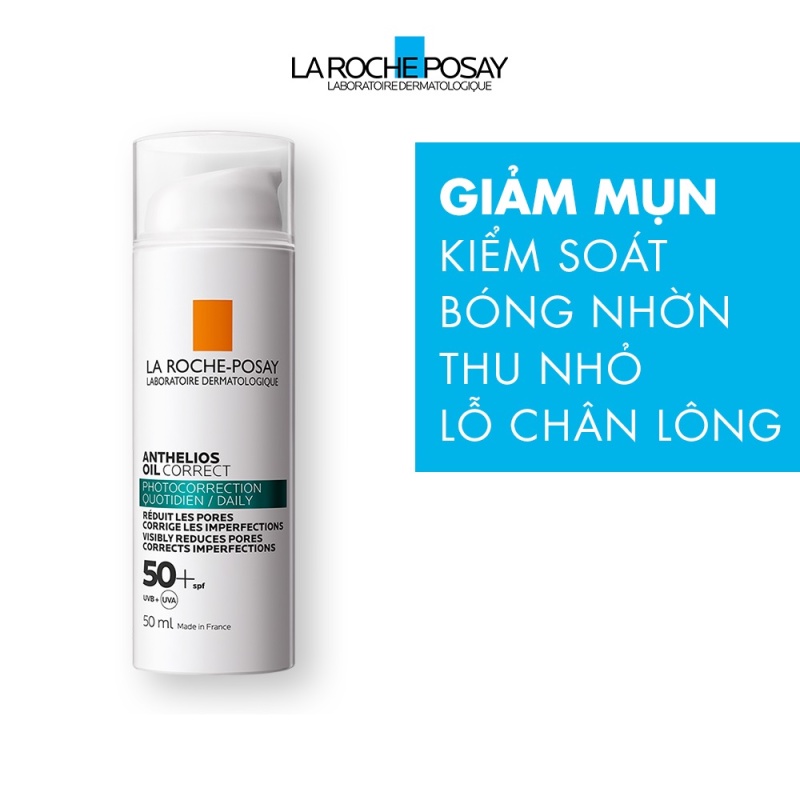 LA ROCHE POSAY
LABORATOIRE DERMATOLOGIQUE
GIẢM MỤN
KIỂM SOÁT
BÓNG NHỜN
THU NHỎ
LỖ CHÂN LÔNG
LA ROCHE-POSAY
LABORATOIRE DERMATOLOGIQUE
ANTHELIOS
OIL CORRECT
PHOTOCORRECTION
QUOTIDIEN / DAILY
RÉDUIT LES PORES
CORRIGE LES IMPERFECTIONS
VISIBLY REDUCES PORES
CORRECTS IMPERFECTIONS
50+ spf
UVB + UVA
50 ml Made in France